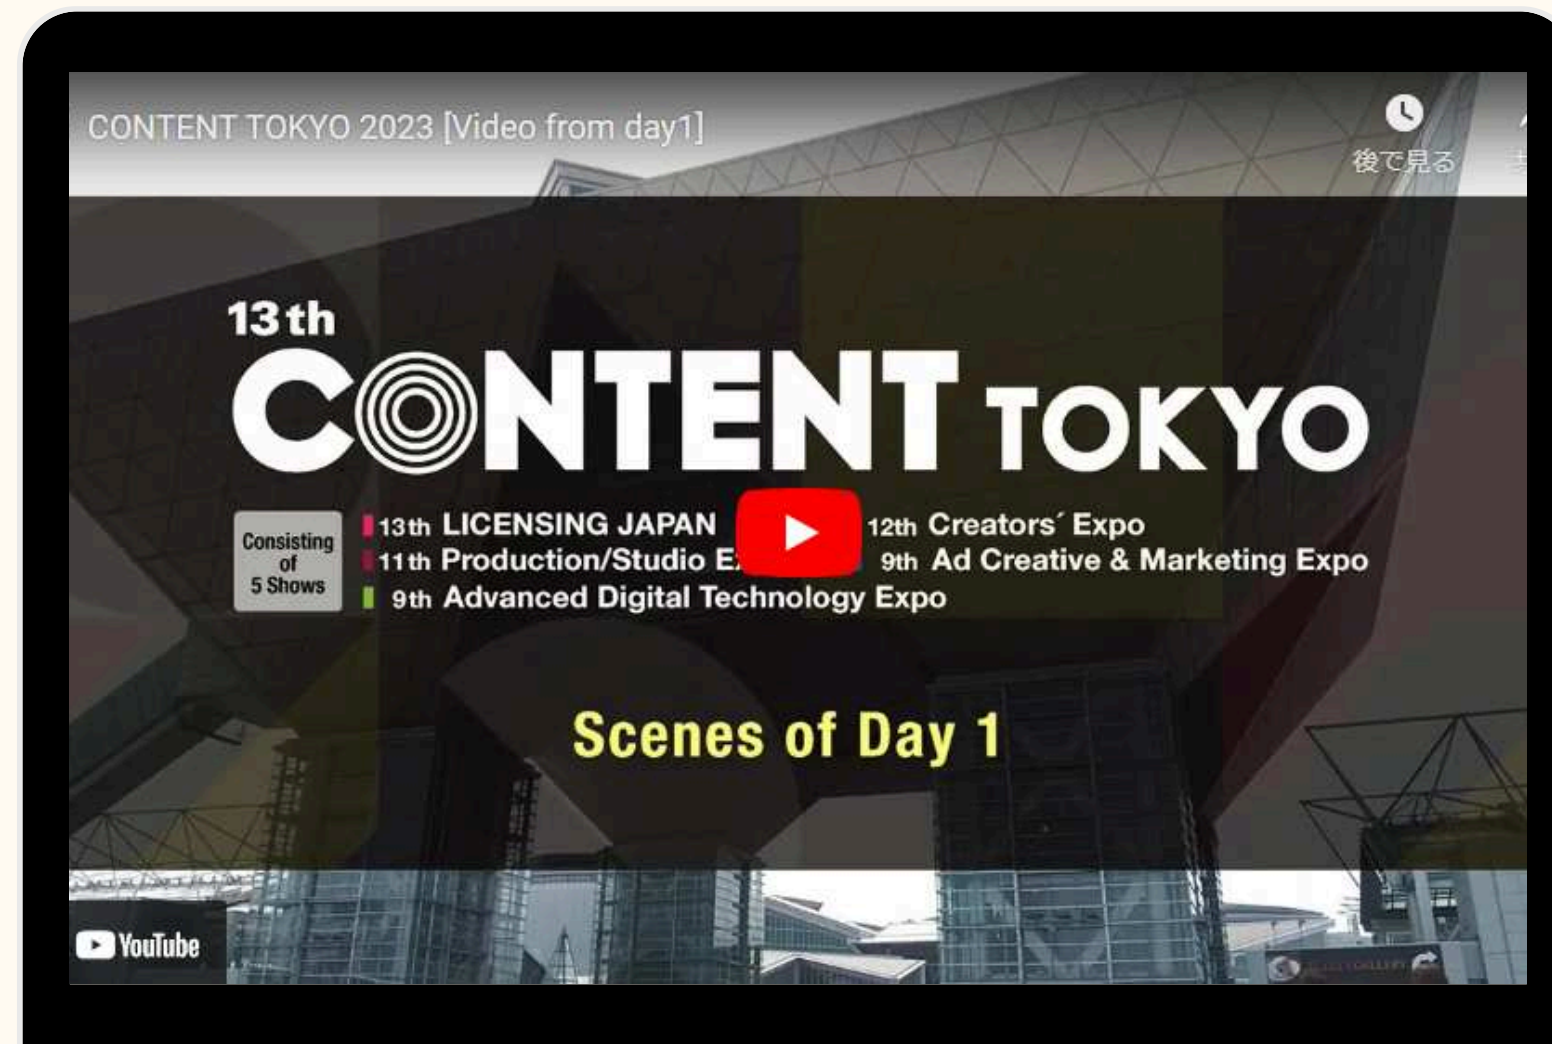 CONTENT TOKYO 2023 [Video from day1]
後で見る
13th
CONTENT TOKYO
Consisting
of
5 Shows
13th LICENSING JAPAN
12th Creators´ Expo
11th Production/Studio
9th Ad Creative & Marketing Expo
9th Advanced Digital Technology Expo
Scenes of Day 1
YouTube